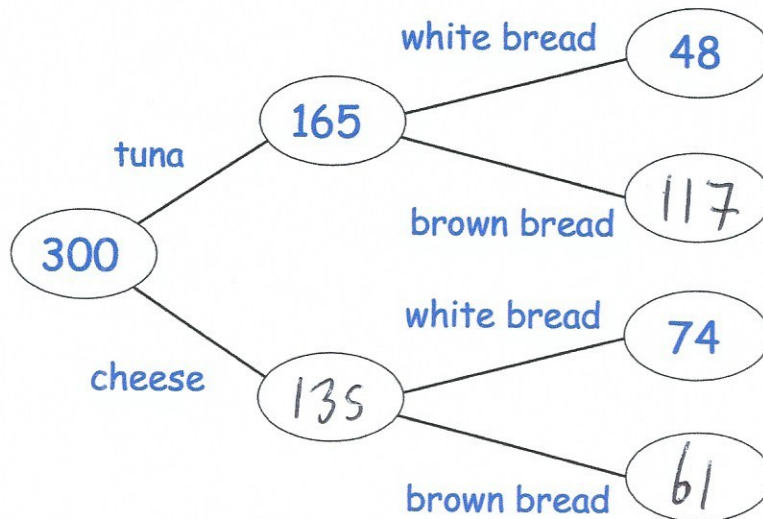 white bread
48
165
tuna
117
brown bread
300
white bread
74
cheese
135
61
brown bread